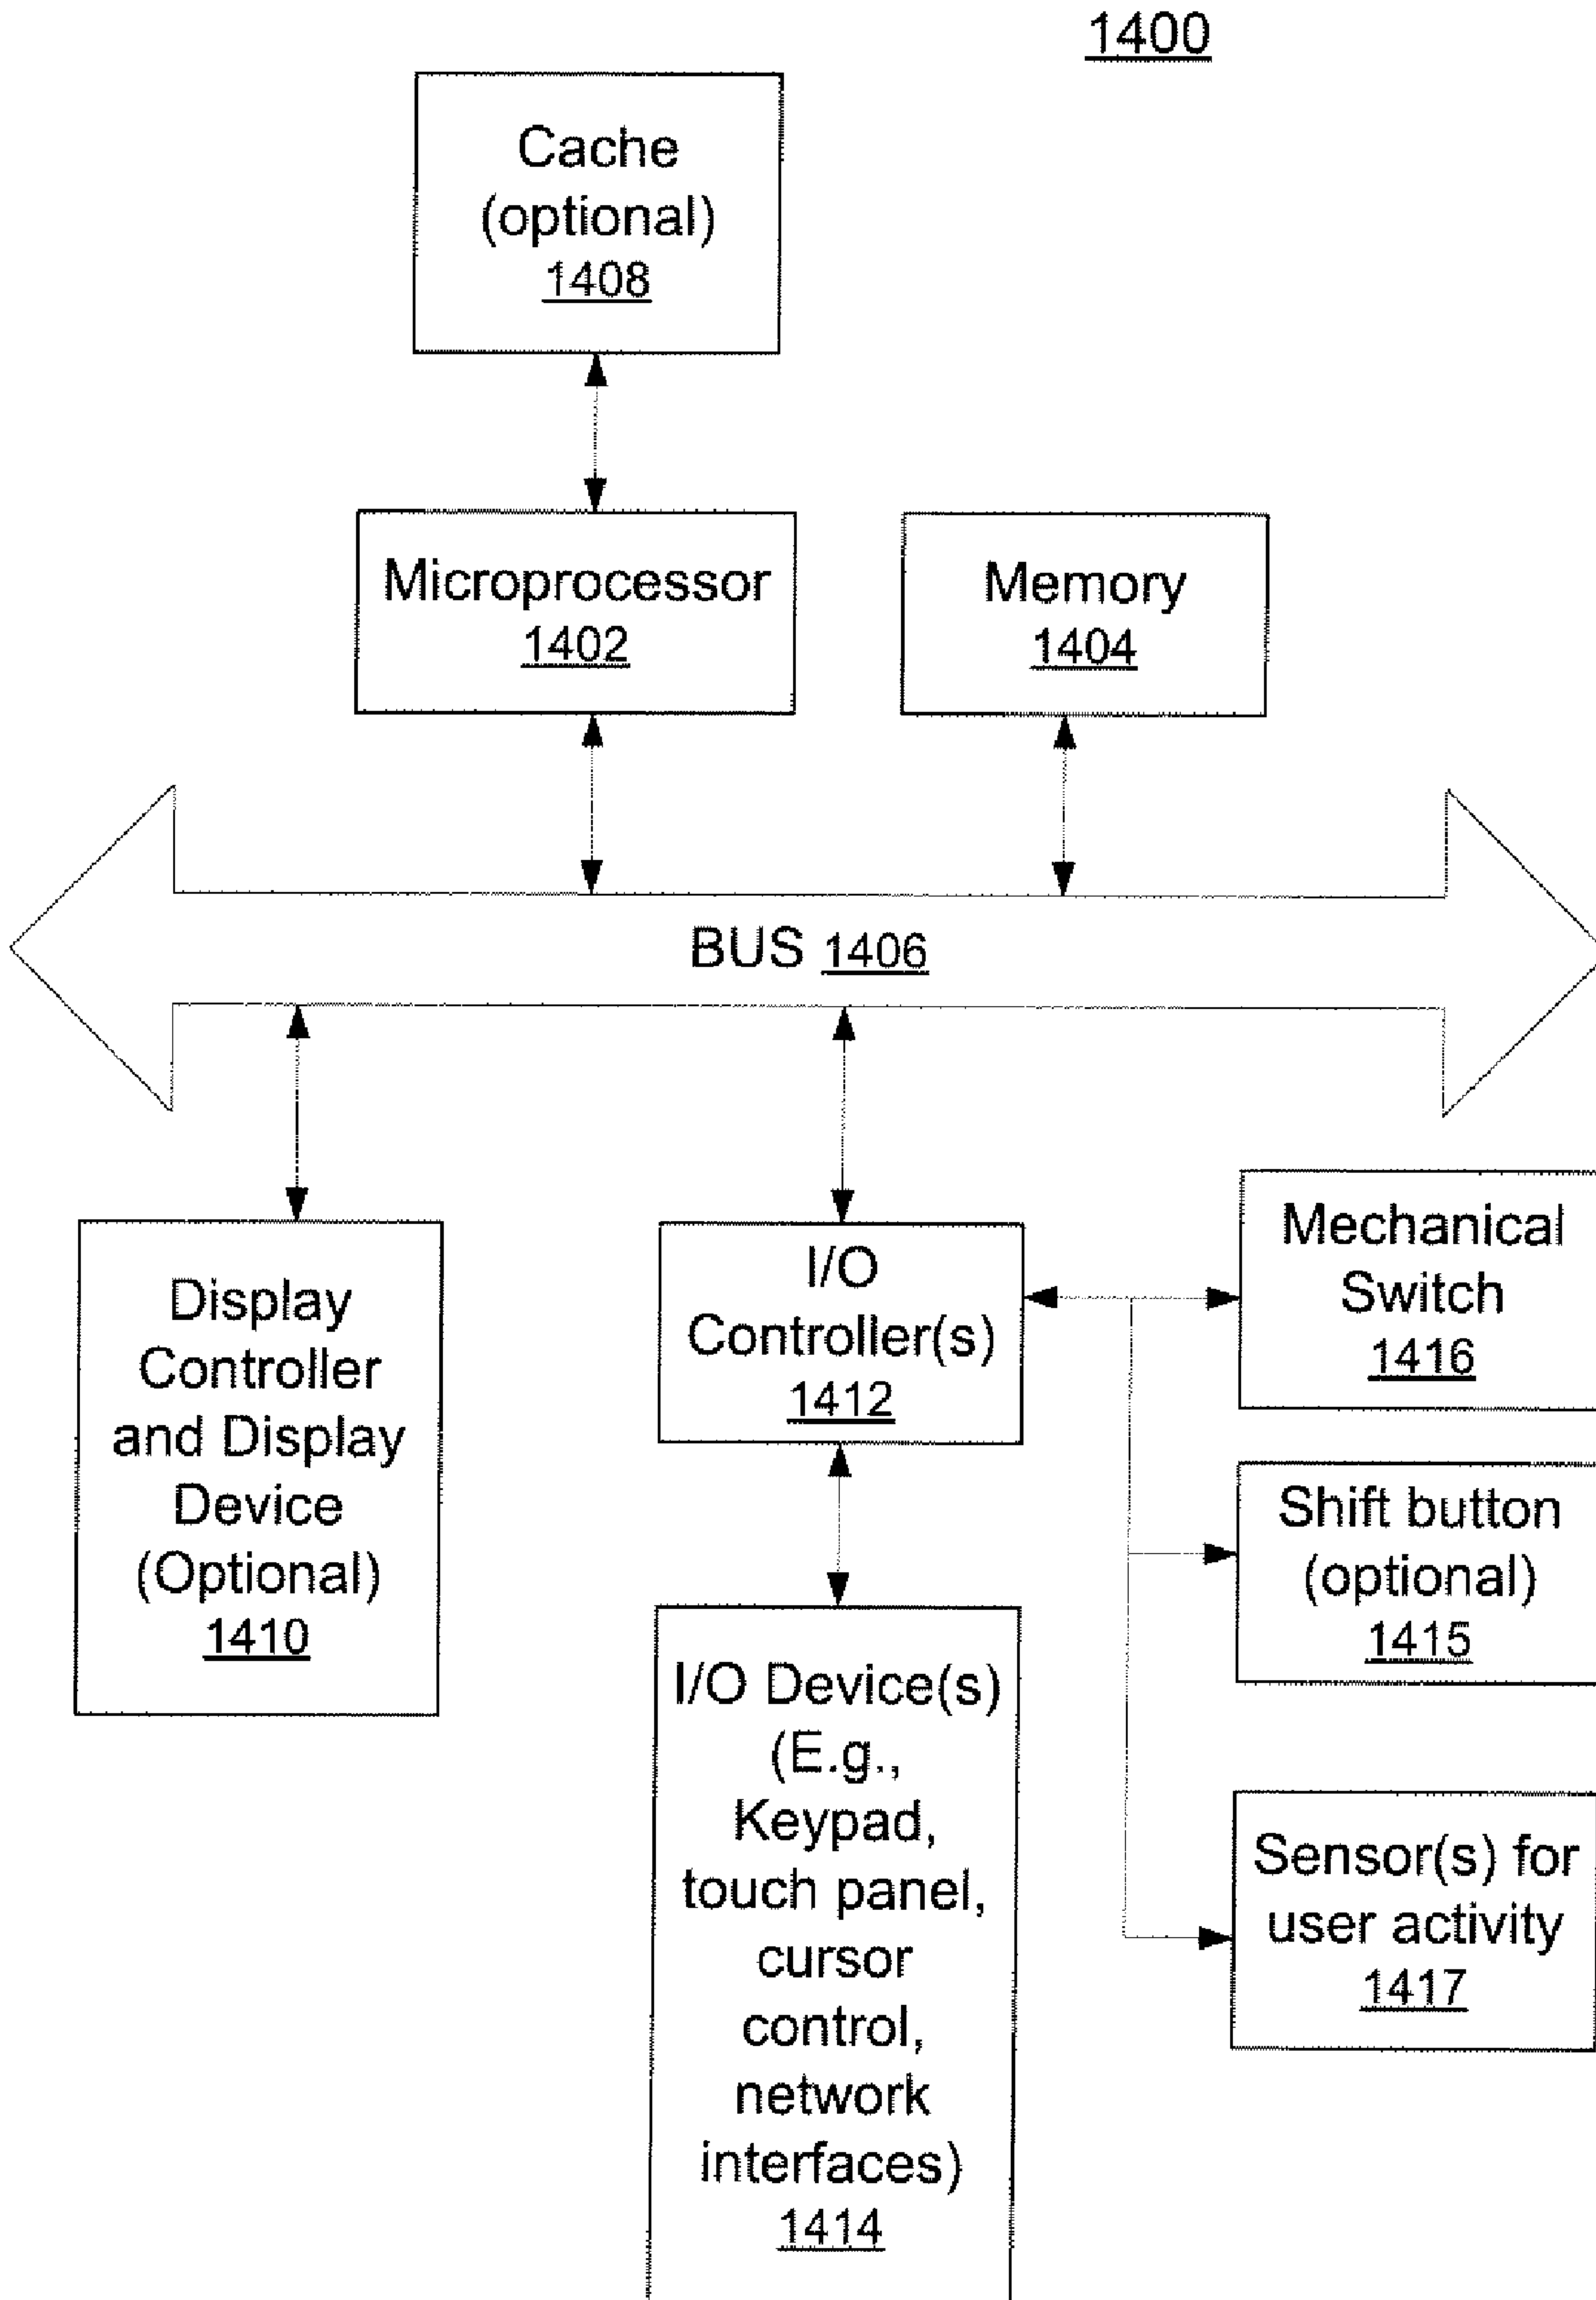 1400
Cache
(optional)
1408
Microprocessor
1402
Memory
1404
BUS 1406
Display
Controller
and Display
Device
(Optional)
1410
I/O
Controller(s)
1412
I/O Device(s)
(E.g.,
Keypad,
touch panel,
cursor
control,
network
interfaces)
1414
Mechanical
Switch
1416
Shift button
(optional)
1415
Sensor(s) for
user activity
1417